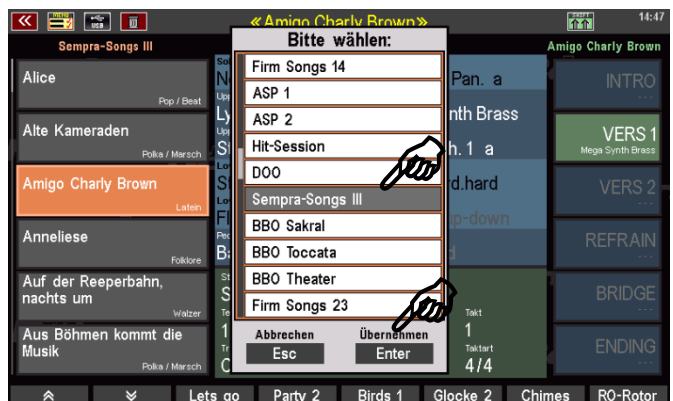 MENU
USB
«Amigo Charly Brown»
14:47
Sempra-Songs III
Bitte wählen:
Amigo Charly Brown
Alice
Pop / Beat
Alte Kameraden
Polka / Marsch
Amigo Charly Brown
Latein
Anneliese
Folklore
Auf der Reeperbahn,
nachts um
Walzer
Aus Böhmen kommt die
Musik
Polka / Marsch
Firm Songs 14
ASP 1
ASP 2
Hit-Session
DOO
Sempra-Songs III
BBO Sakral
BBO Toccata
BBO Theater
Firm Songs 23
Abbrechen
Esc
Übernehmen
Enter
Pan. a
nth Brass
h. 1 a
rd.hard
p-down
Takt
1
Taktart
4/4
INTRO
---
VERS 1
Mega Synth Brass
VERS 2
---
REFRAIN
---
BRIDGE
---
ENDING
---
Lets go
Party 2
Birds 1
Glocke 2
Chimes
RO-Rotor